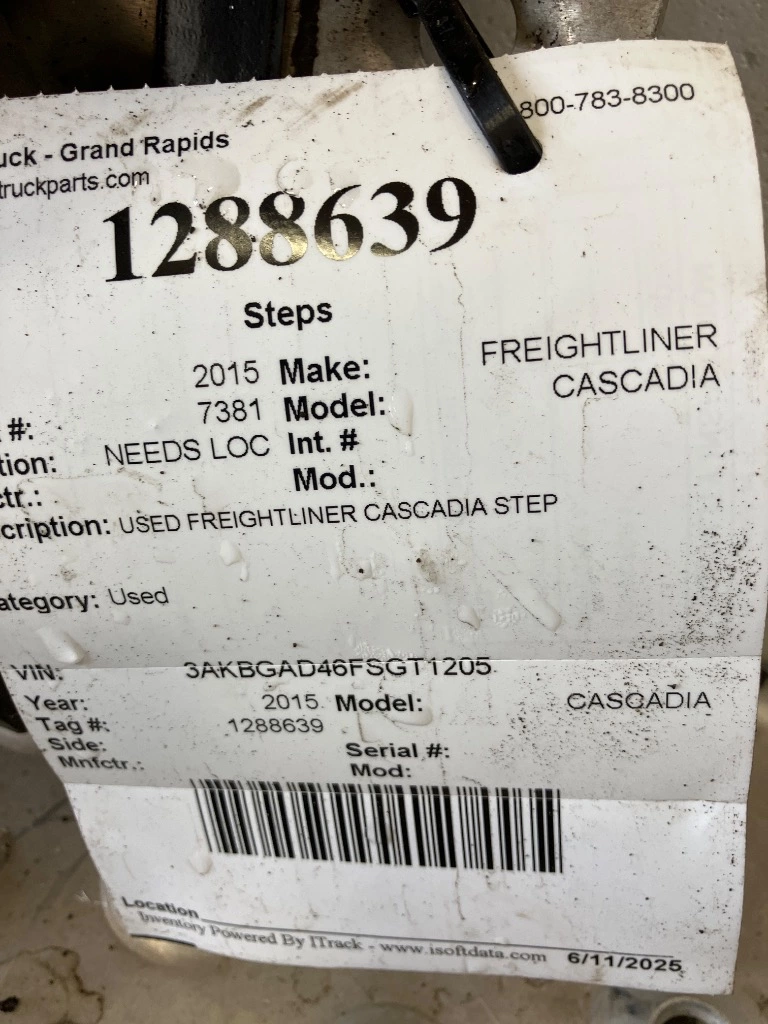 uck - Grand Rapids 800-783-8300
truckparts.com
1288639
Steps
2015 Make: FREIGHTLINER
#: 7381 Model: CASCADIA
tion: NEEDS LOC Int. #
ctr.: Mod.:
cription: USED FREIGHTLINER CASCADIA STEP
ategory: Used
VIN: 3AKBGAD46FSGT1205
Year: 2015 Model: CASCADIA
Tag #: 1288639
Side: Serial #:
Mnfctr.: Mod:
Location
Inventory Powered By ITrack - www.isoftdata.com 6/11/2025